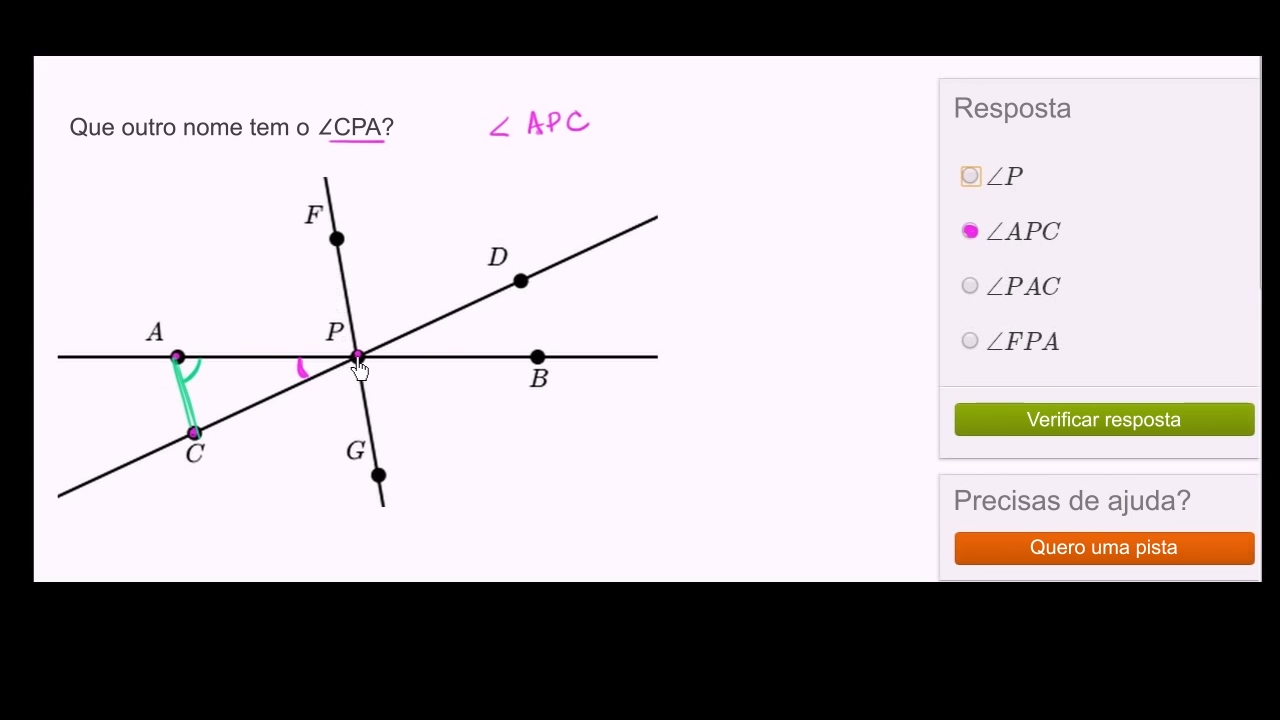 Que outro nome tem o ∠CPA?
∠ APC
F
D
A
P
B
C
G
Resposta
∠P
∠APC
∠PAC
∠FPA
Verificar resposta
Precisas de ajuda?
Quero uma pista